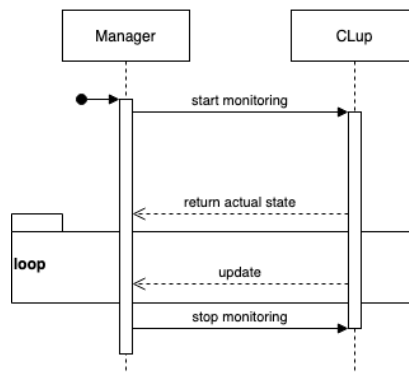 Manager
CLup
start monitoring
return actual state
loop
update
stop monitoring